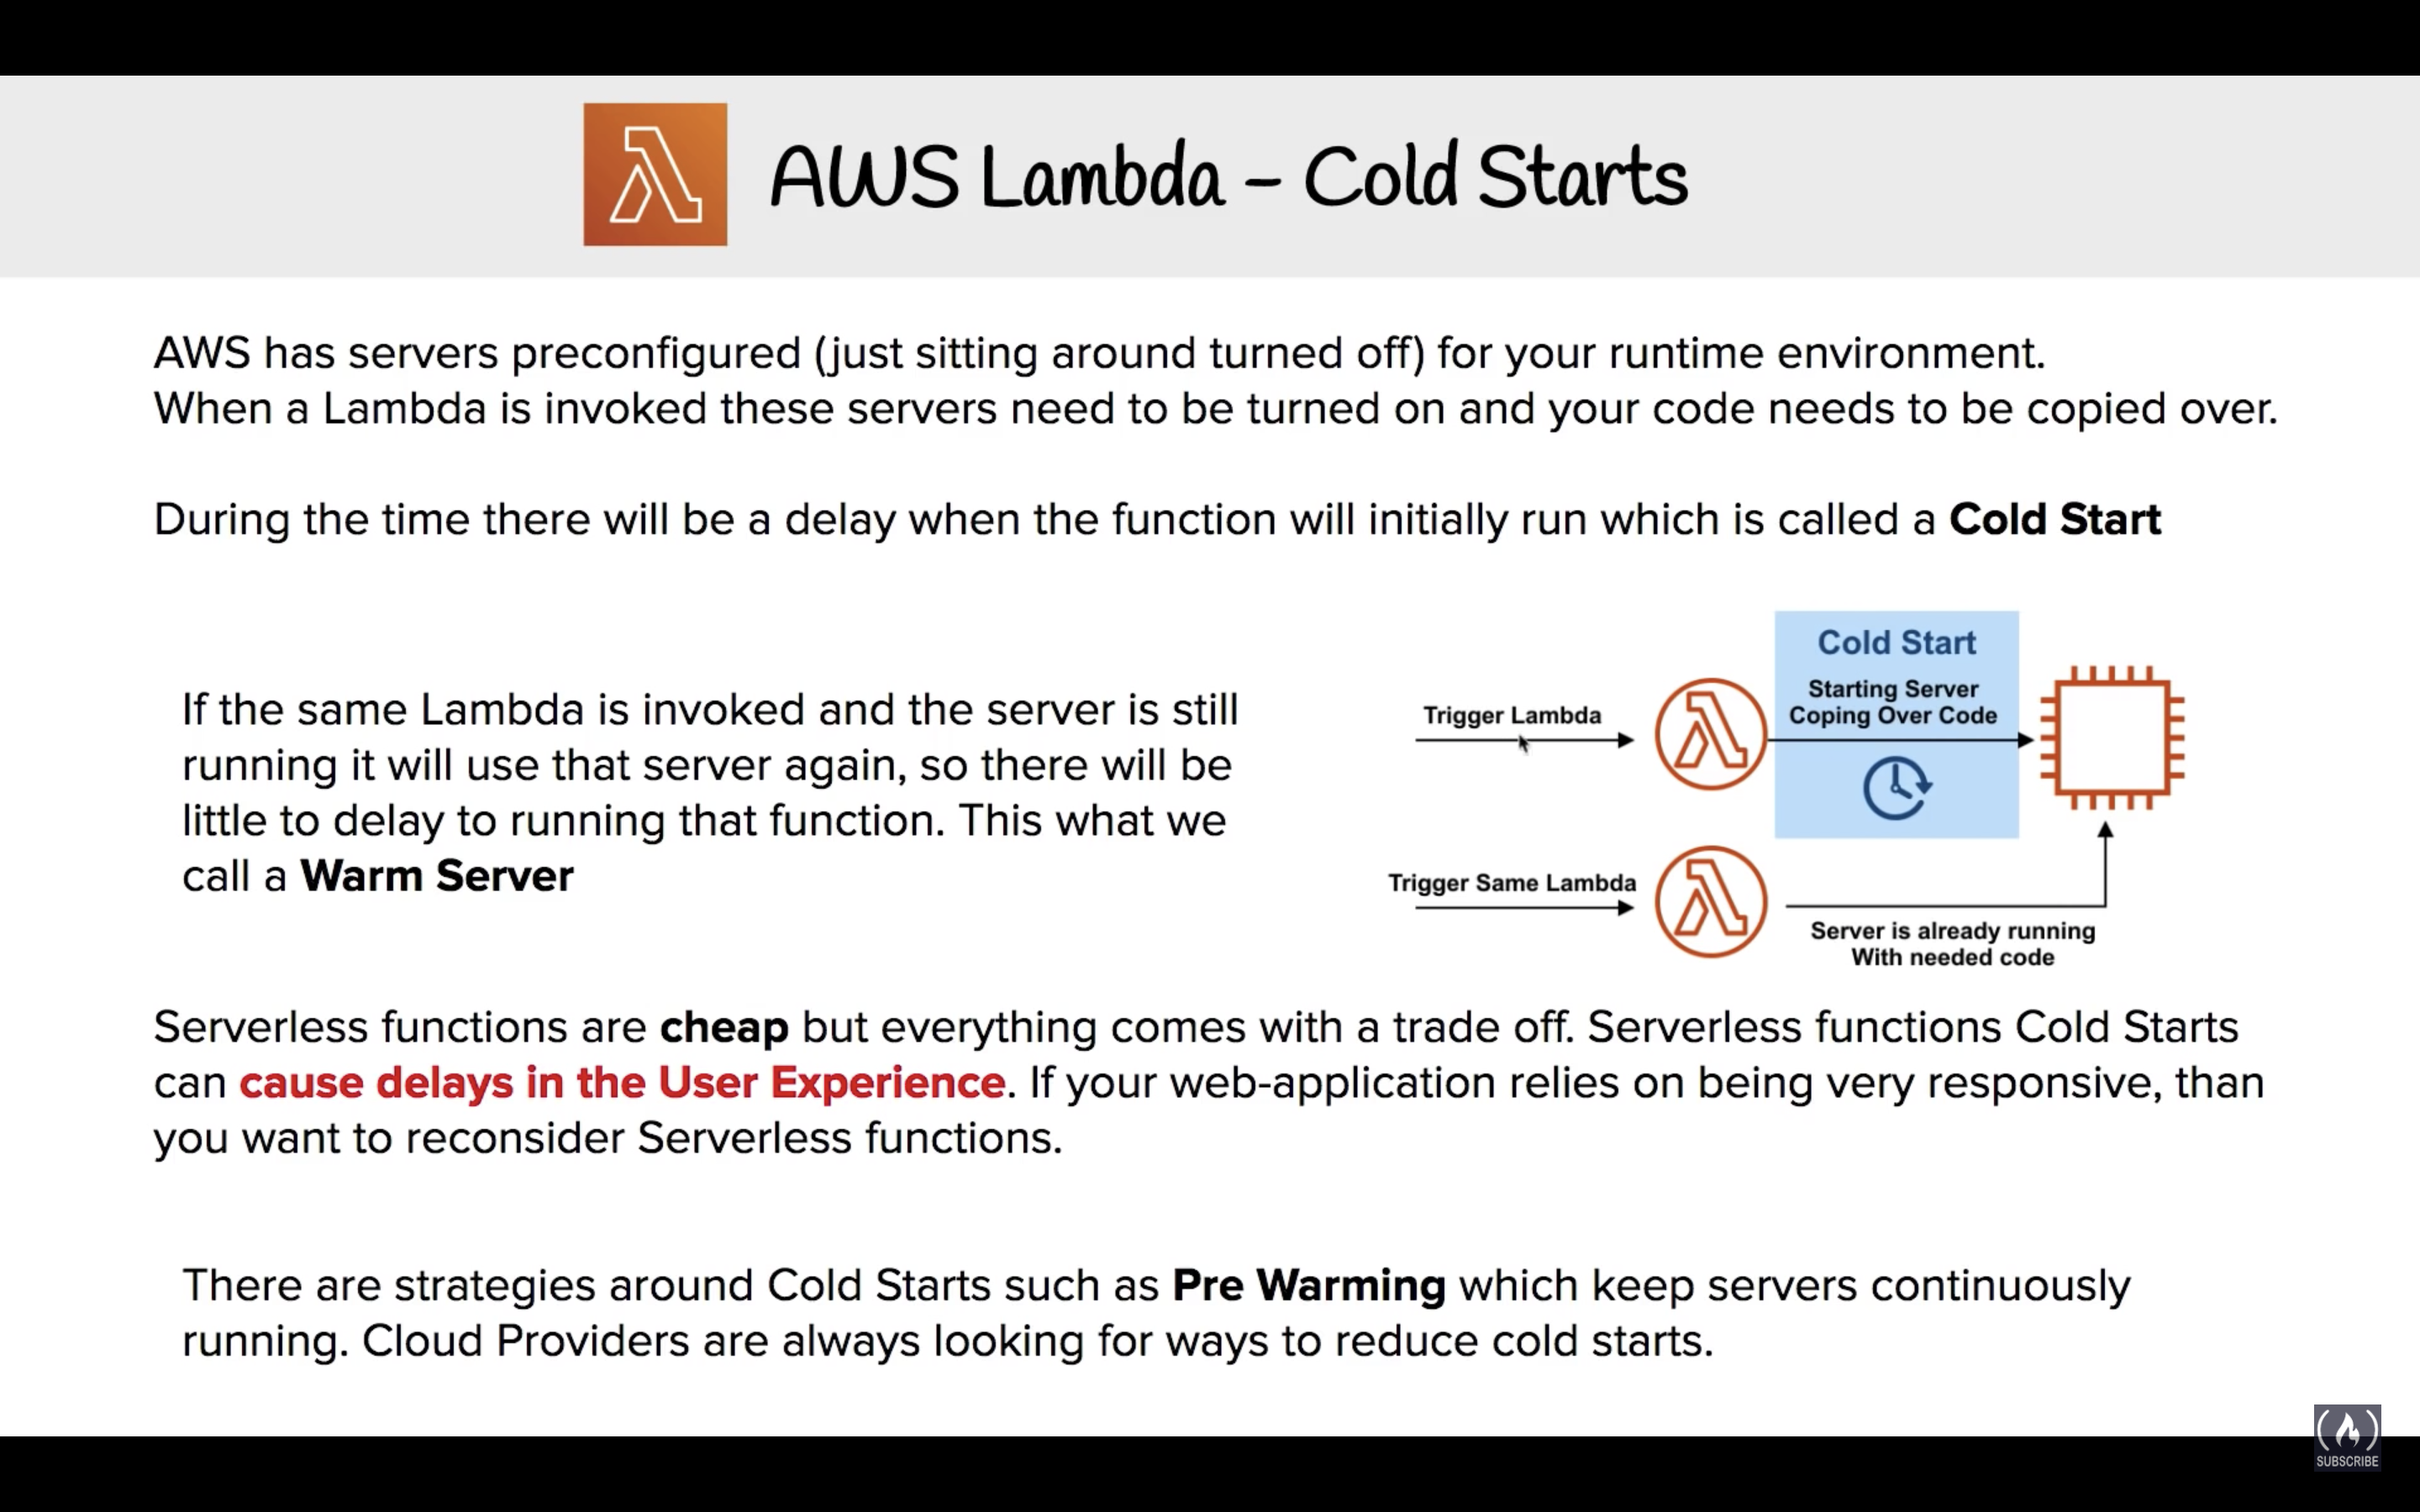 AWS Lambda – Cold Starts
AWS has servers preconfigured (just sitting around turned off) for your runtime environment.
When a Lambda is invoked these servers need to be turned on and your code needs to be copied over.
During the time there will be a delay when the function will initially run which is called a Cold Start
If the same Lambda is invoked and the server is still
running it will use that server again, so there will be
little to delay to running that function. This what we
call a Warm Server
Cold Start
Starting Server
Coping Over Code
Trigger Lambda
Trigger Same Lambda
Server is already running
With needed code
Serverless functions are cheap but everything comes with a trade off. Serverless functions Cold Starts
can cause delays in the User Experience. If your web-application relies on being very responsive, than
you want to reconsider Serverless functions.
There are strategies around Cold Starts such as Pre Warming which keep servers continuously
running. Cloud Providers are always looking for ways to reduce cold starts.
SUBSCRIBE